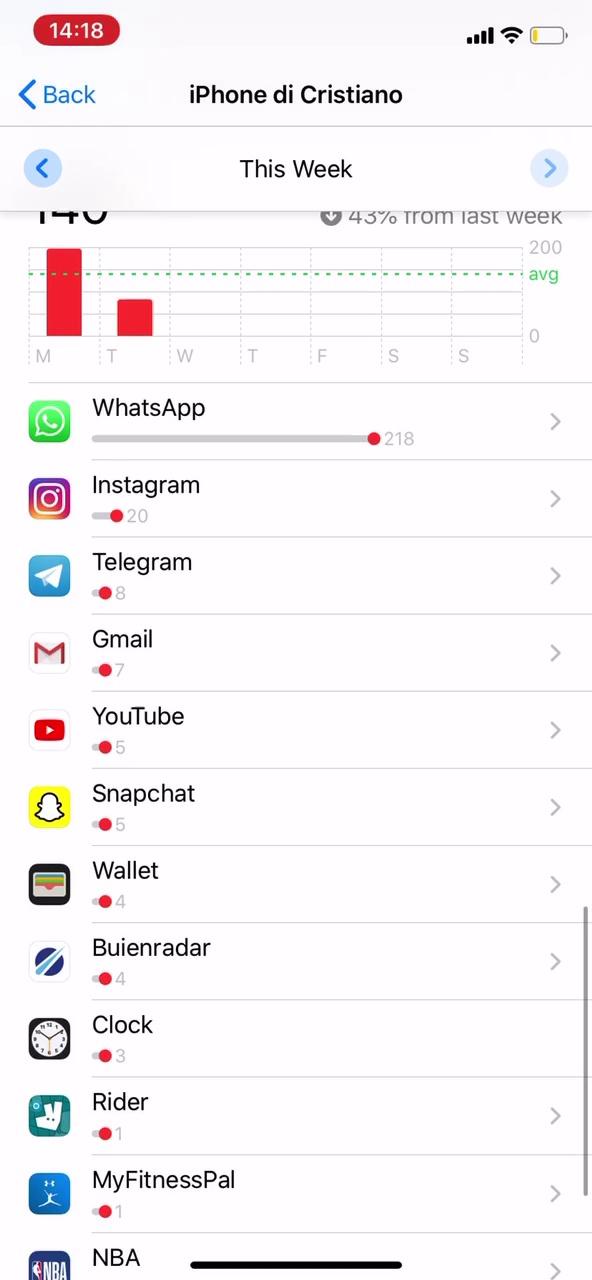 14:18
Back
iPhone di Cristiano
This Week
140
43% from last week
200
avg
0
M T W T F S S
WhatsApp
218
Instagram
20
Telegram
8
Gmail
7
YouTube
5
Snapchat
5
Wallet
4
Buienradar
4
Clock
3
Rider
1
MyFitnessPal
1
NBA
NBA